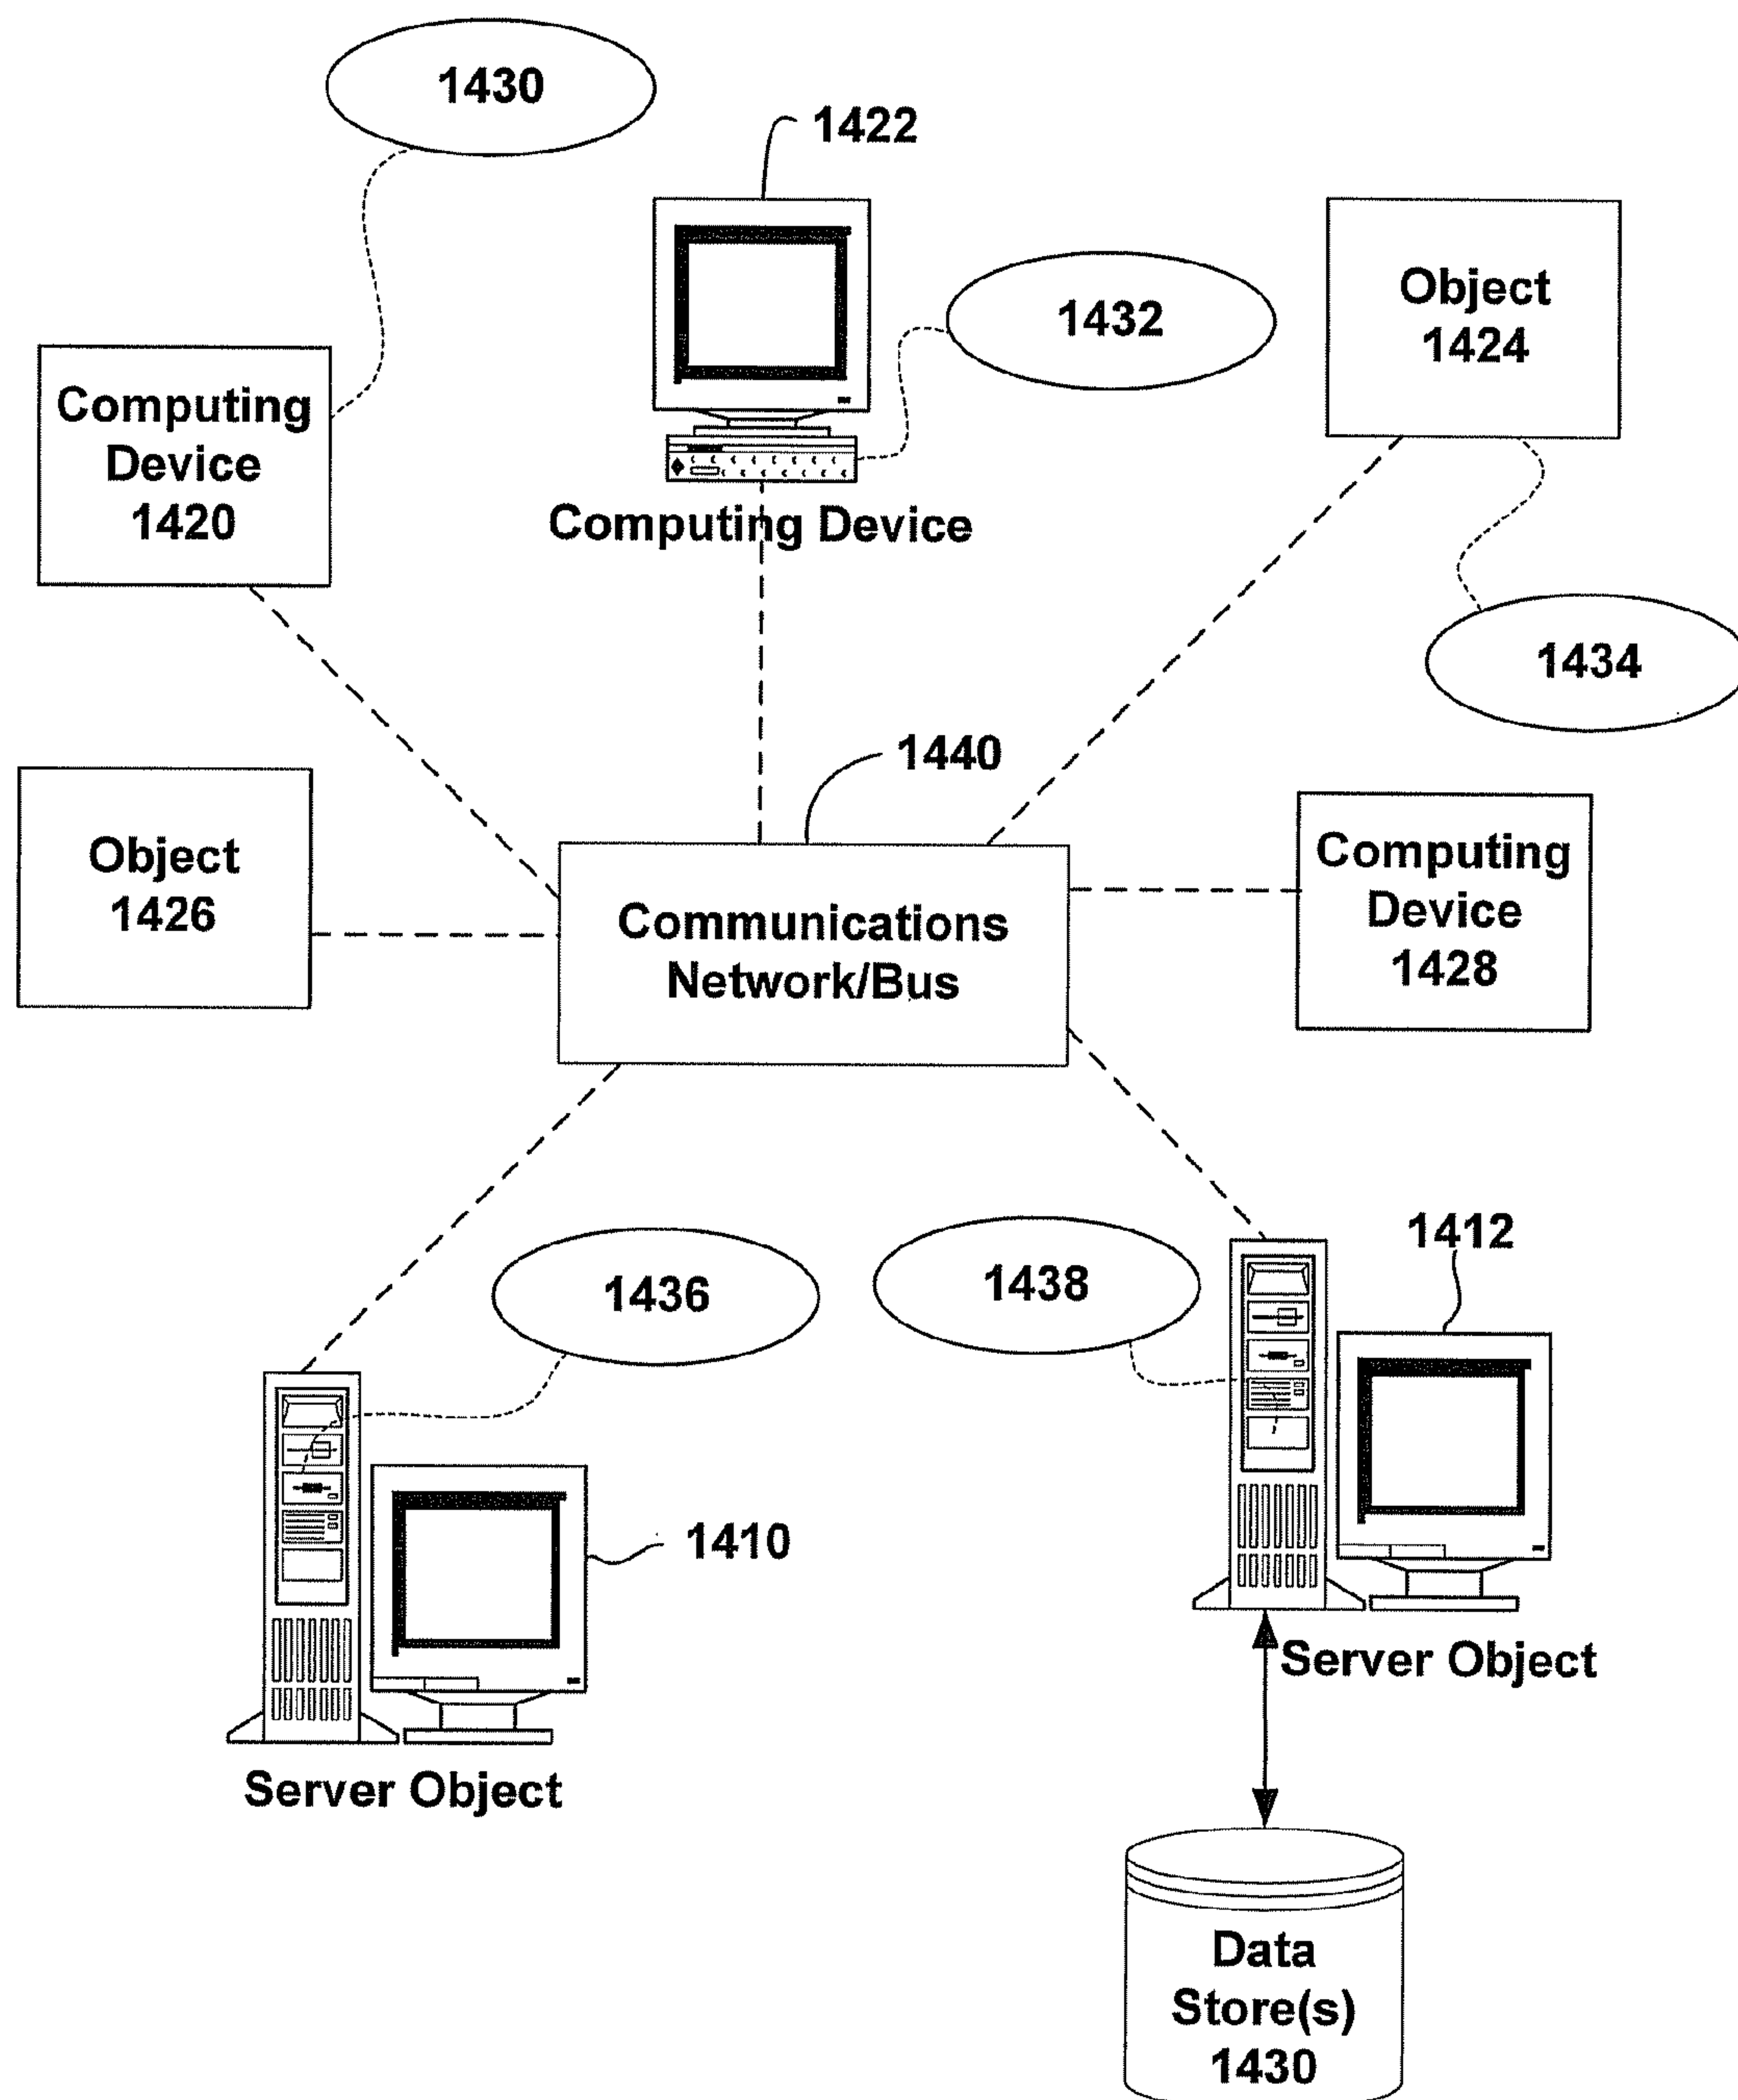 1430
1422
1432
Object
1424
Computing
Device
1420
Computing Device
1434
1440
Object
1426
Communications
Network/Bus
Computing
Device
1428
1436
1438
1412
1410
Server Object
Server Object
Data
Store(s)
1430